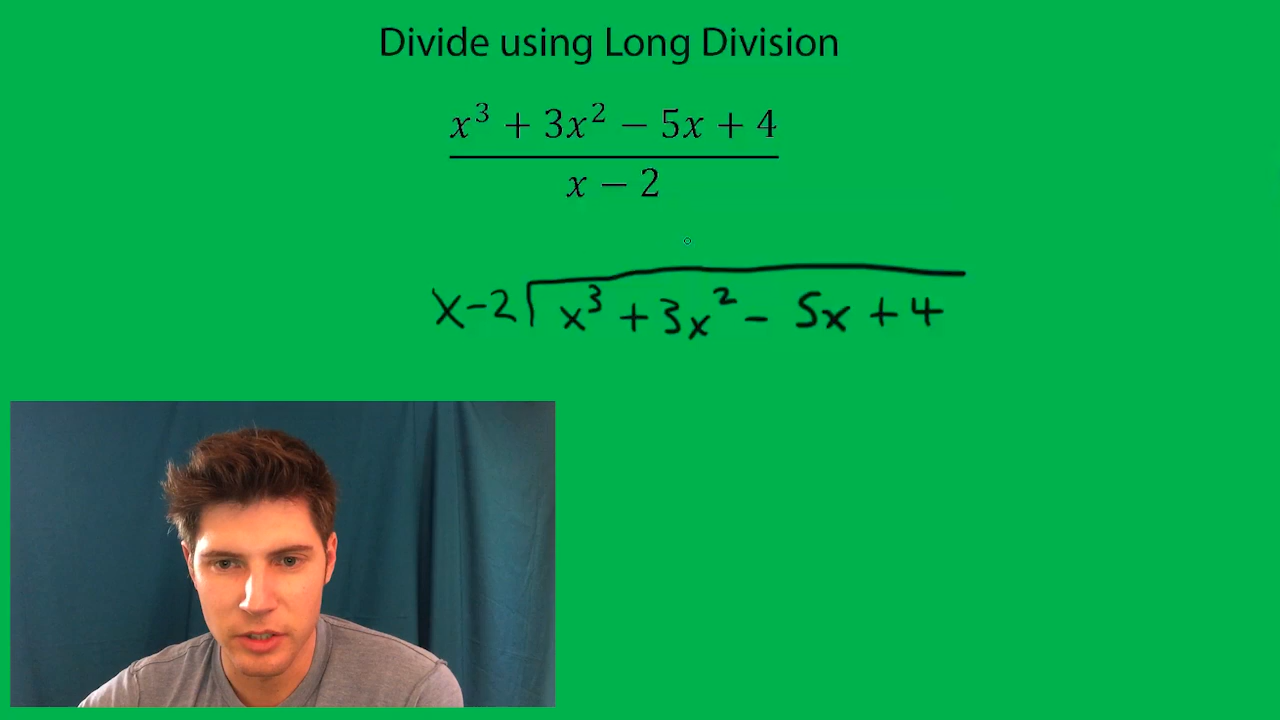 Divide using Long Division
x³ + 3x² − 5x + 4
x − 2
x-2 x³ + 3x² - 5x + 4